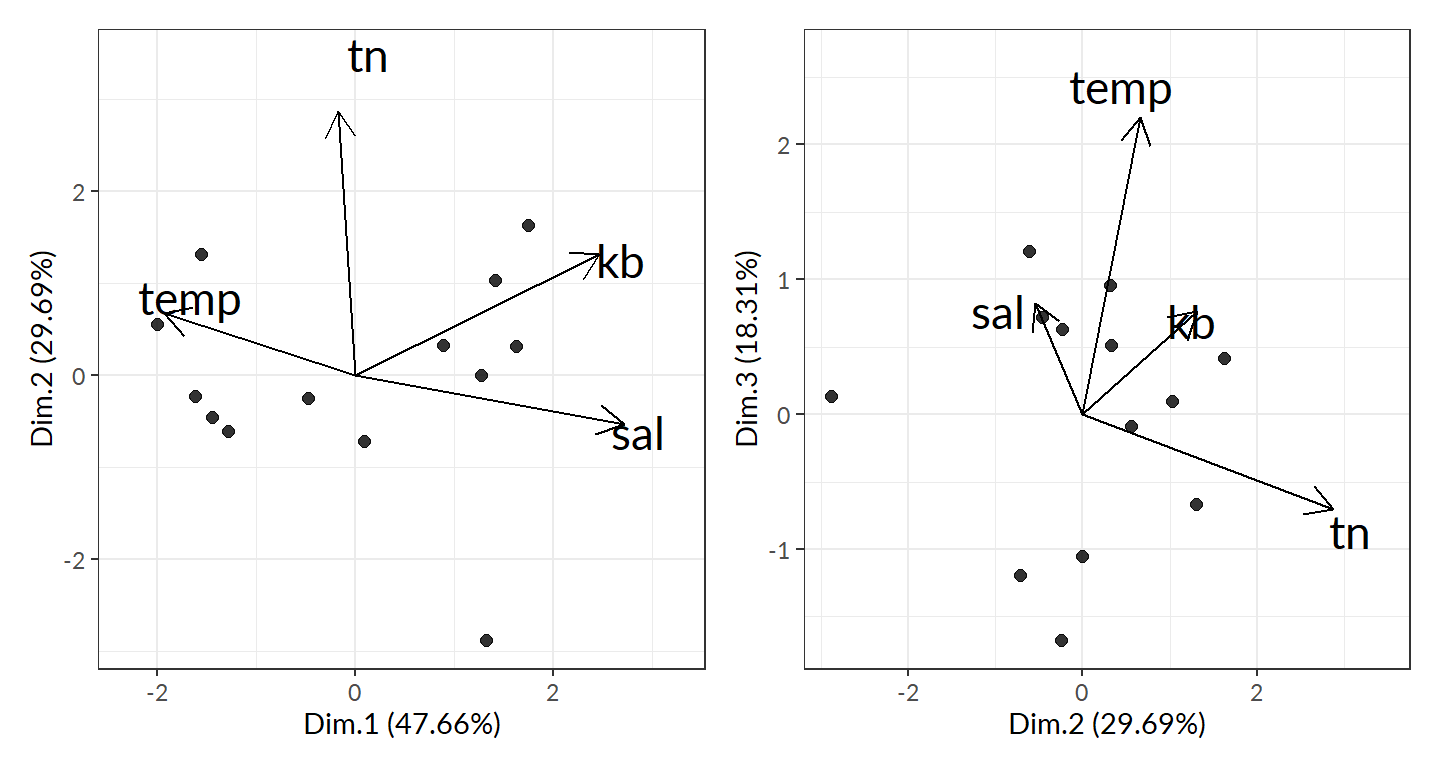 tn
kb
temp
sal
2
0
-2
-2
0
2
Dim.2 (29.69%)
Dim.1 (47.66%)
temp
sal
kb
tn
2
1
0
-1
-2
0
2
Dim.3 (18.31%)
Dim.2 (29.69%)